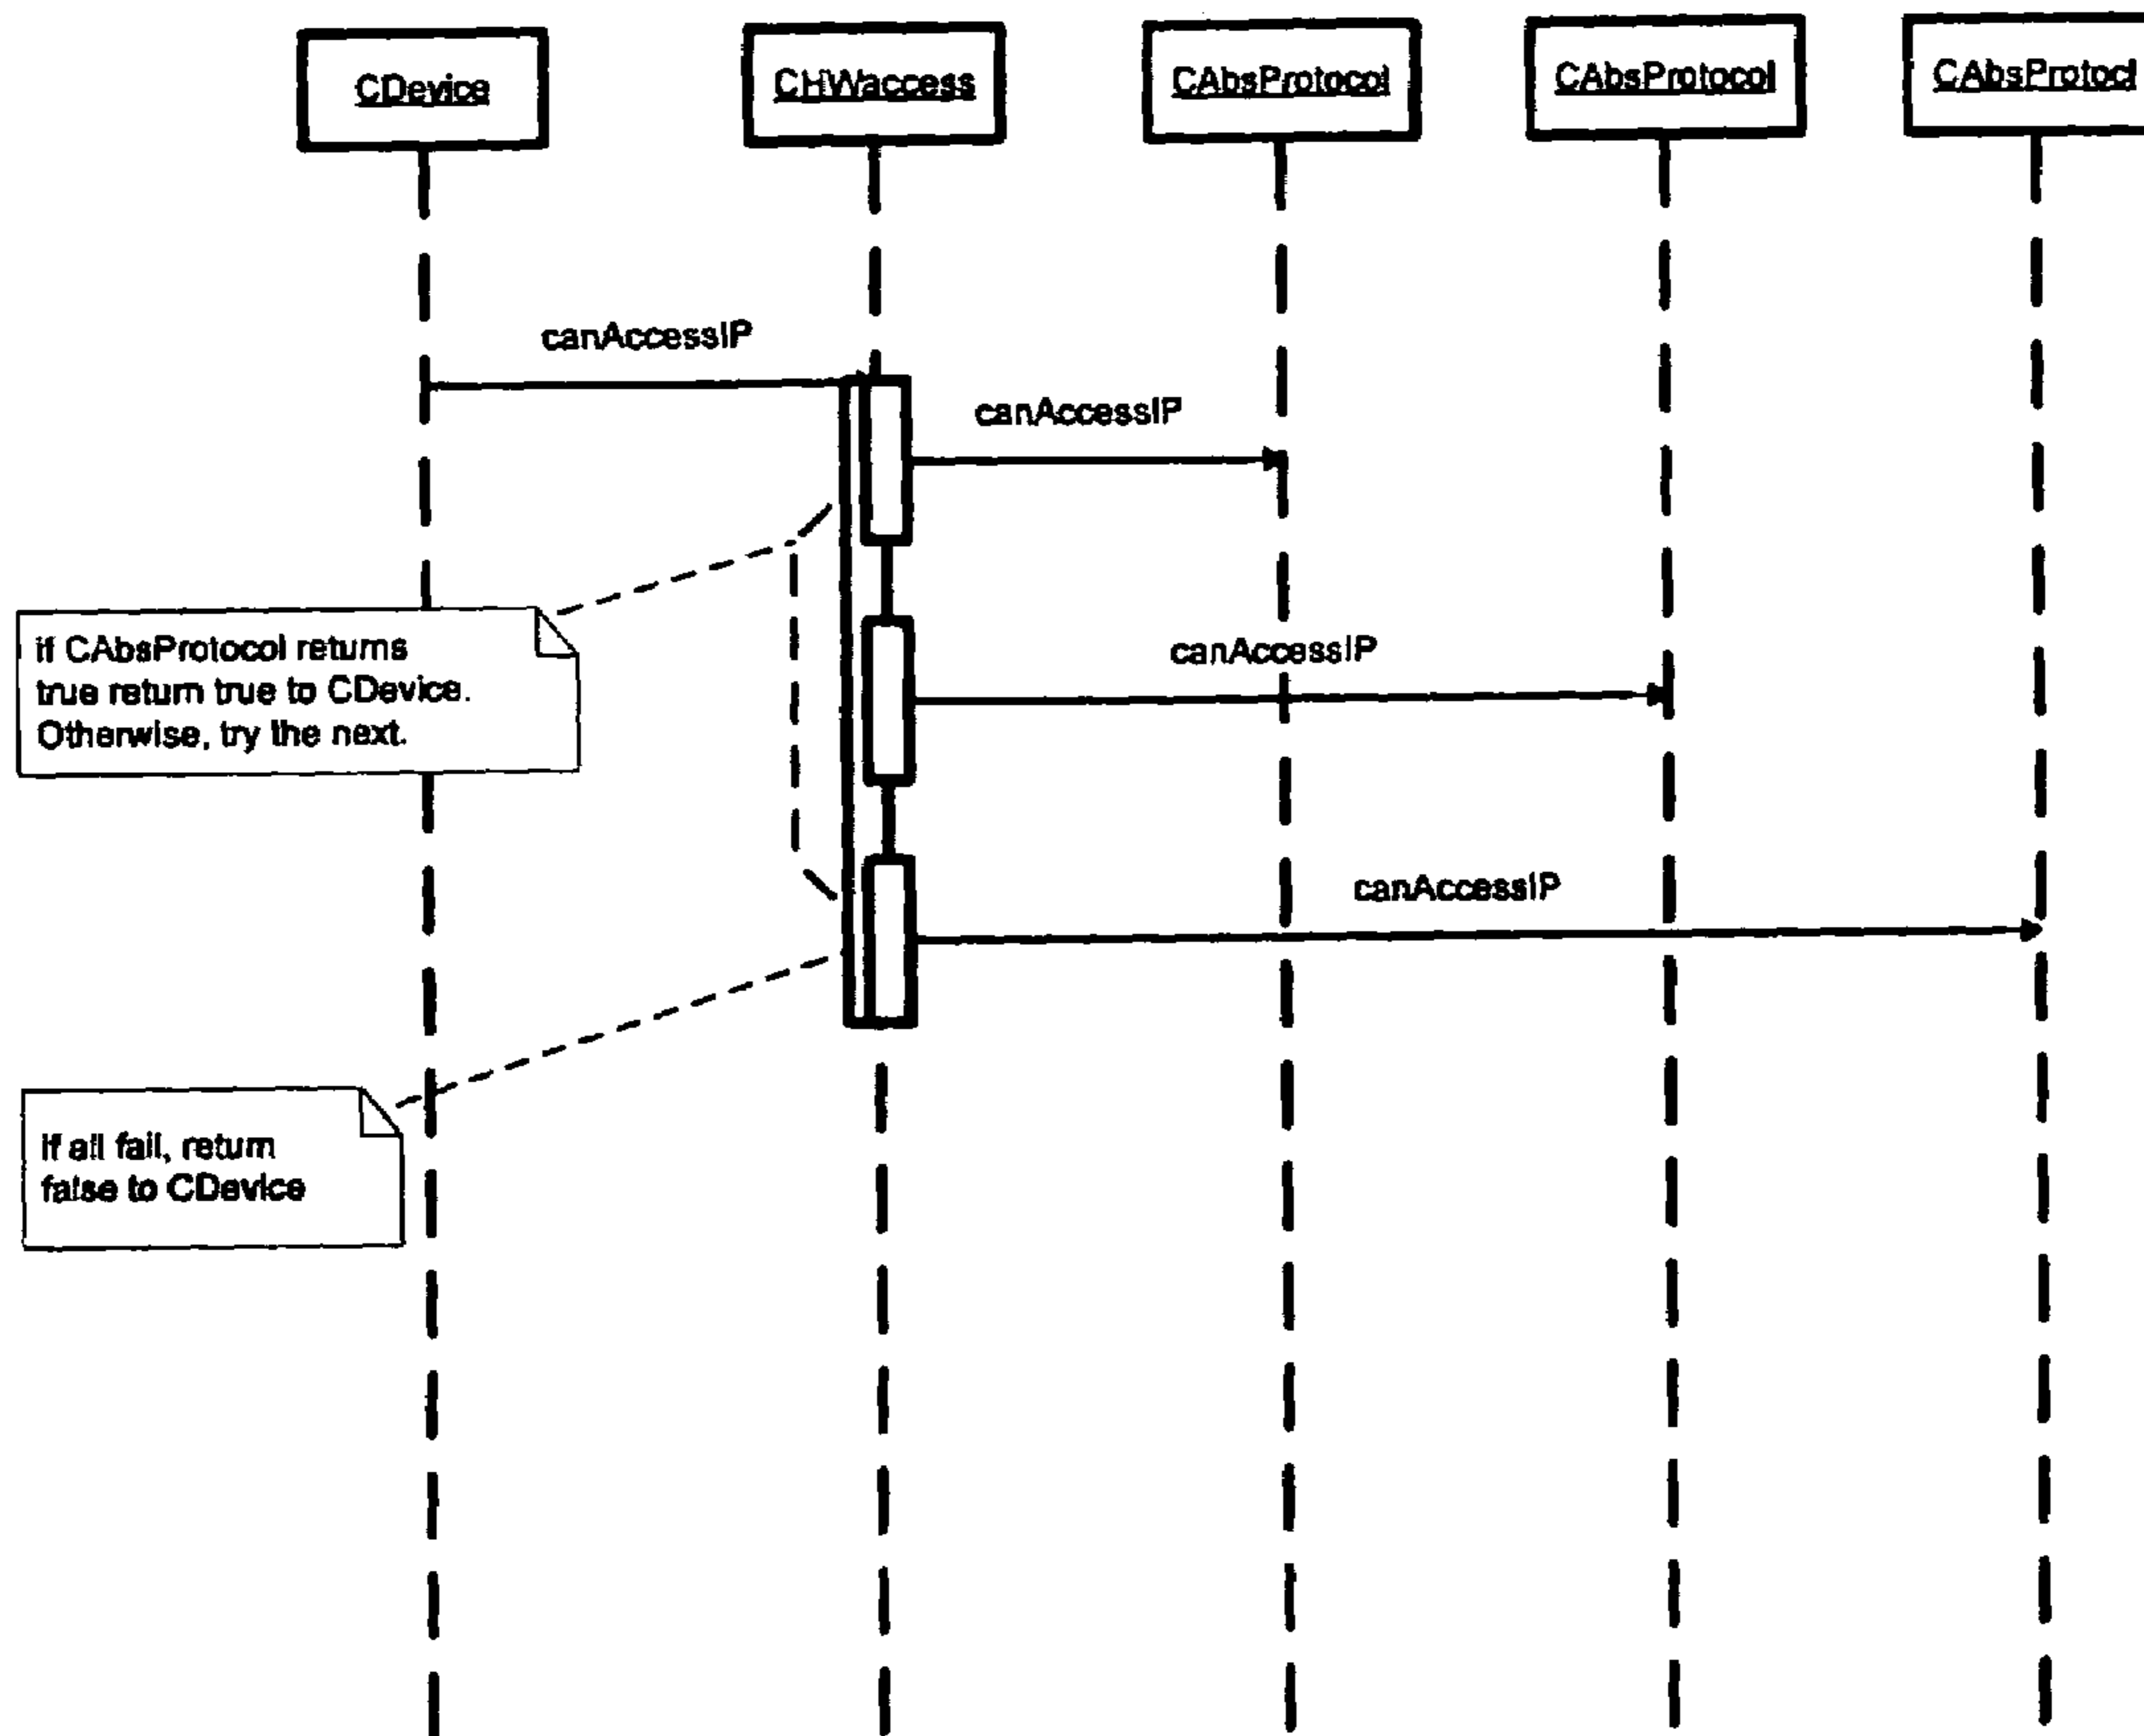 CDevice
CHWaccess
CAbsProtocol
CAbsProtocol
CAbsProtocl
canAccessIP
canAccessIP
if CAbsProtocol returns
true return true to CDevice.
Otherwise, try the next.
canAccessIP
canAccessIP
if all fail, return
false to CDevice